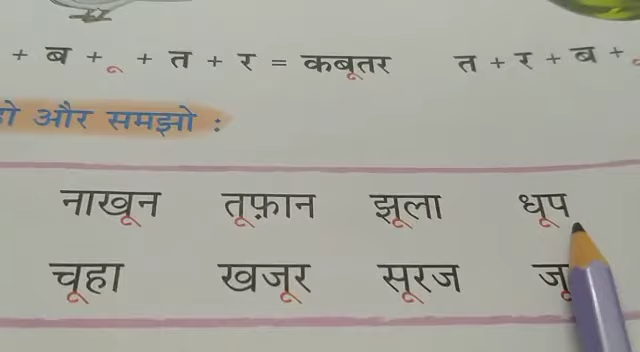 + ब + ू + त + र = कबूतर त + र + ब +
और समझो :
नाखून तूफ़ान झूला धूप
चूहा खजूर सूरज